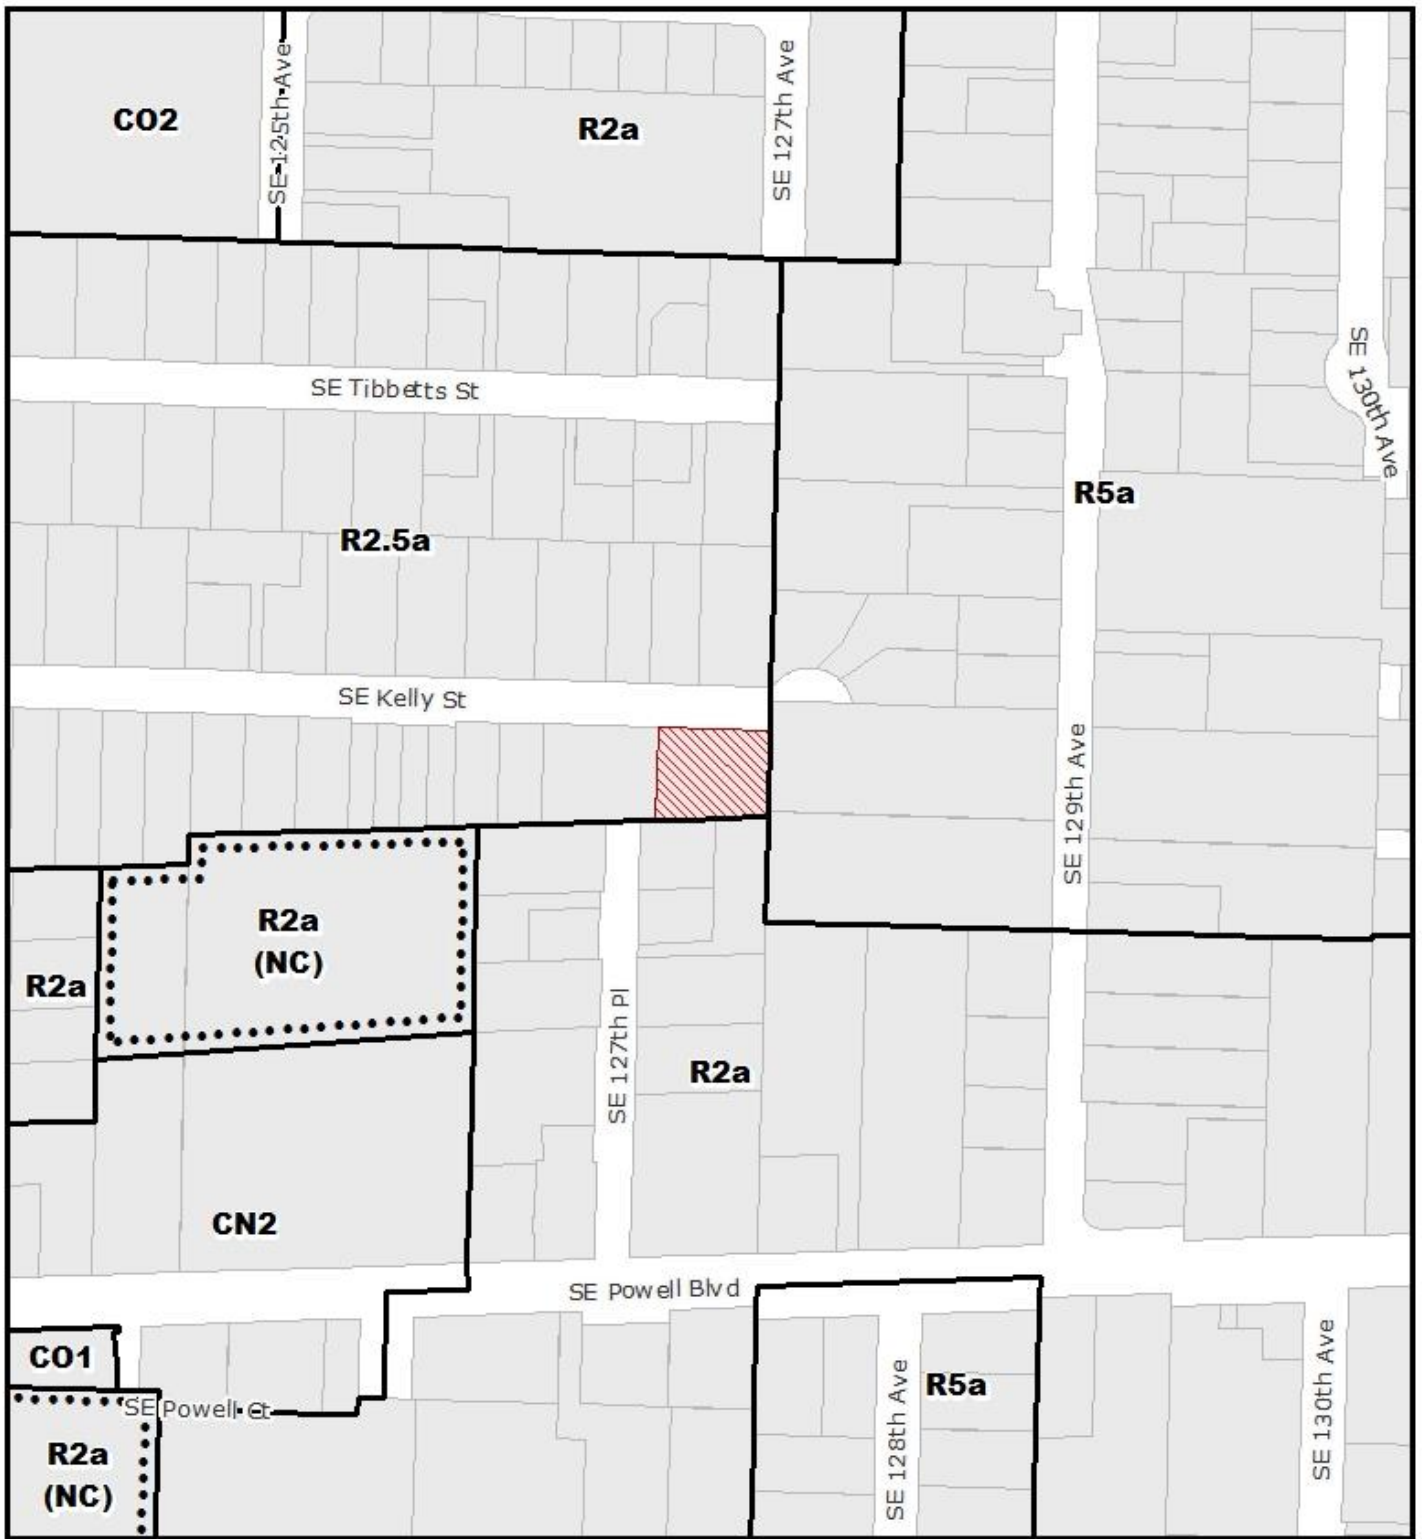 SE 125th Ave
SE 127th Ave
CO2
R2a
SE 130th Ave
SE Tibbetts St
R5a
R2.5a
SE Kelly St
SE 129th Ave
R2a
(NC)
R2a
SE 127th Pl
R2a
CN2
SE Powell Blvd
CO1
SE 128th Ave
R5a
SE 130th Ave
SE Powell Ct
R2a
(NC)